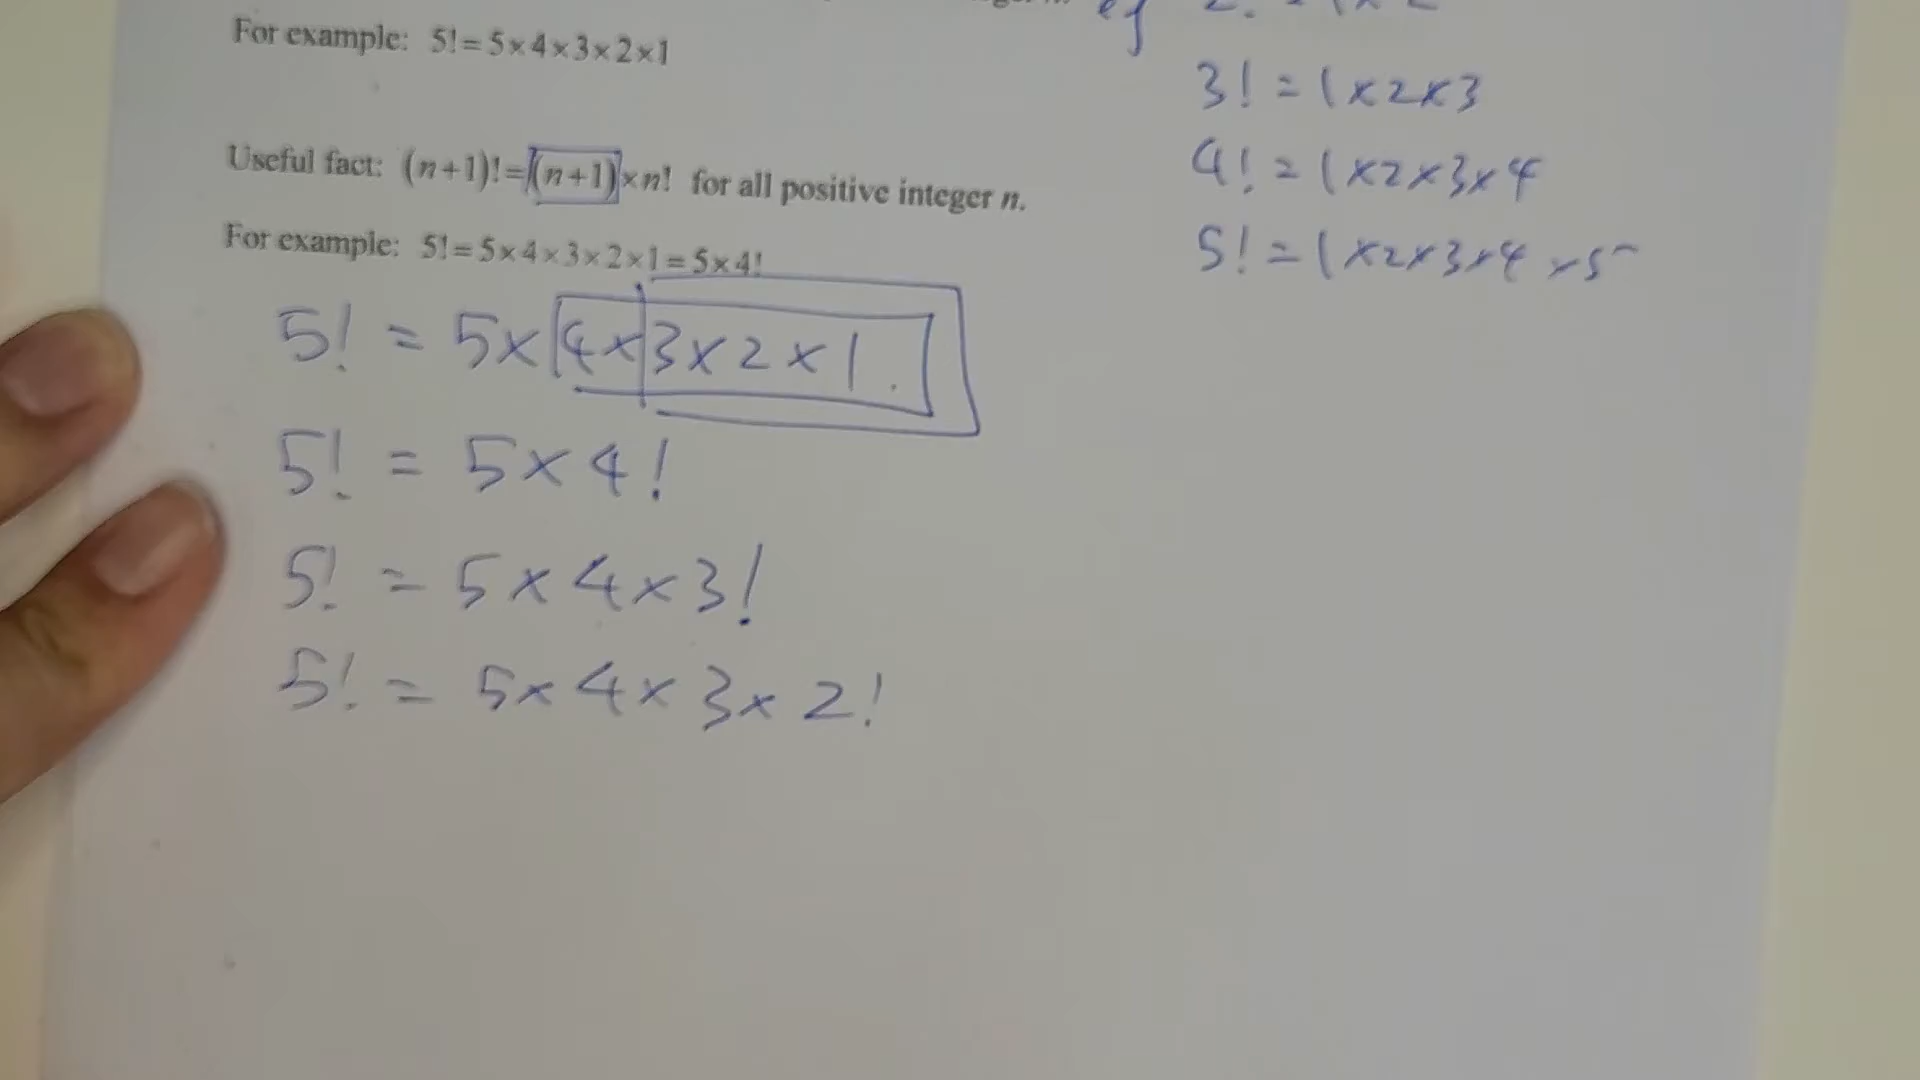 For example: 5! = 5×4×3×2×1
Useful fact: (n+1)! = (n+1)×n! for all positive integer n.
For example: 5! = 5×4×3×2×1 = 5×4!
5! = 5×4×3×2×1.
5! = 5×4!
5! = 5×4×3!
5! = 5×4×3×2!
eg
3! = 1×2×3
4! = 1×2×3×4
5! = 1×2×3×4×5